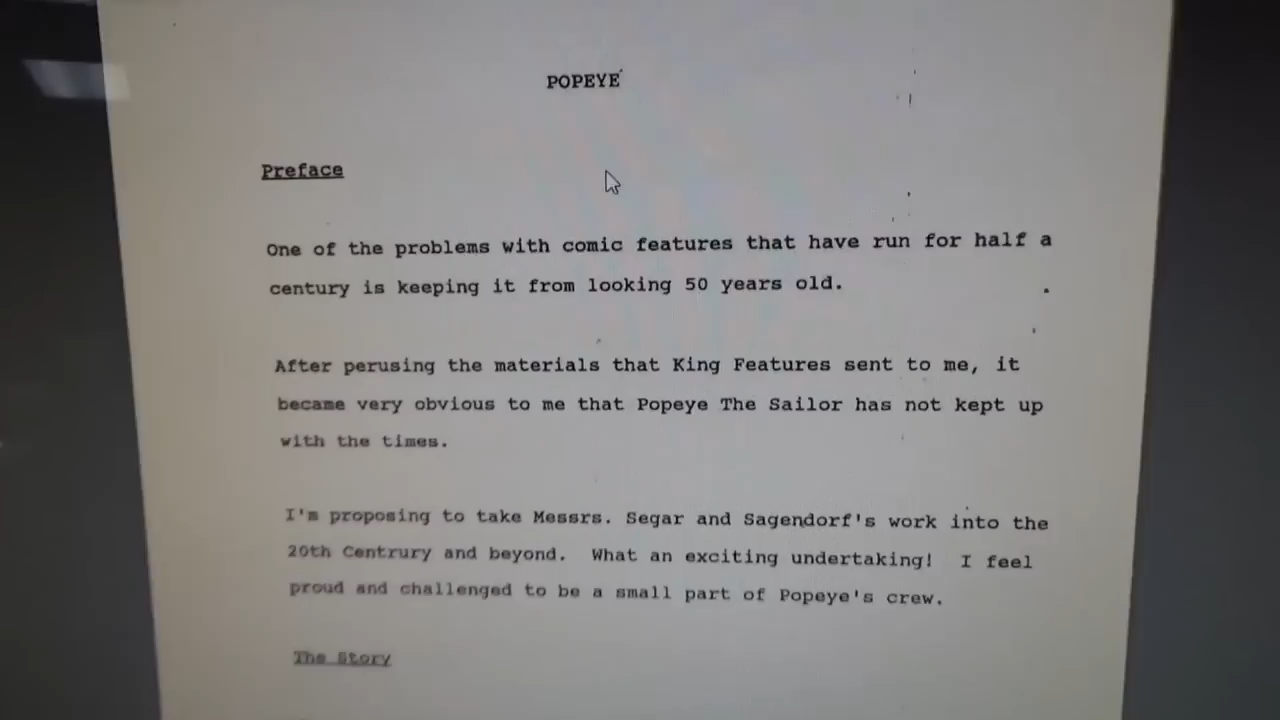 POPEYE
Preface
One of the problems with comic features that have run for half a
century is keeping it from looking 50 years old.
After perusing the materials that King Features sent to me, it
became very obvious to me that Popeye The Sailor has not kept up
with the times.
I'm proposing to take Messrs. Segar and Sagendorf's work into the
20th Centrury and beyond.  What an exciting undertaking!  I feel
proud and challenged to be a small part of Popeye's crew.
The Story